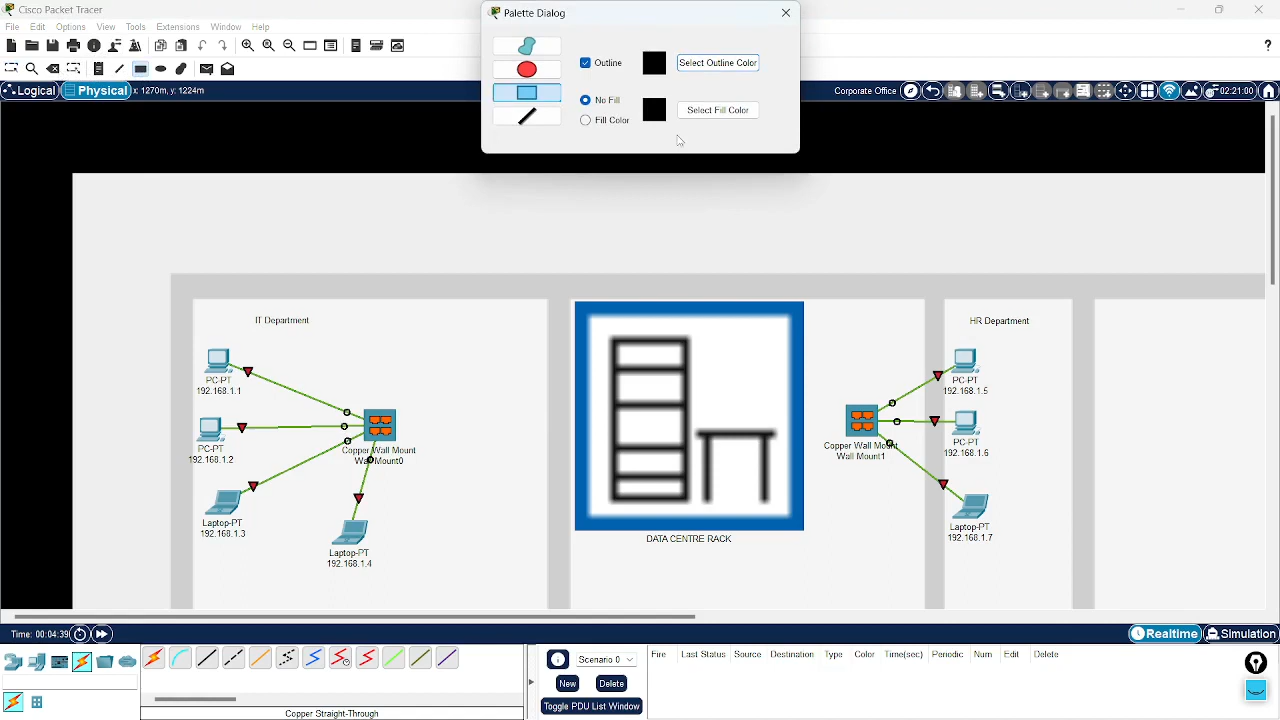 Cisco Packet Tracer
Palette Dialog
File Edit Options View Tools Extensions Window Help
Outline
Select Outline Color
No Fill
Fill Color
Select Fill Color
x: 1270m, y: 1224m
Logical
Physical
Corporate Office
02:21:00
IT Department
HR Department
PC-PT
192.168.1.1
PC-PT
192.168.1.2
Laptop-PT
192.168.1.3
Laptop-PT
192.168.1.4
Copper Wall Mount
Wall Mount0
DATA CENTRE RACK
Copper Wall Mount
Wall Mount1
PC-PT
192.168.1.5
PC-PT
192.168.1.6
Laptop-PT
192.168.1.7
Time: 00:04:39
Realtime
Simulation
Scenario 0
New
Delete
Toggle PDU List Window
Fire Last Status Source Destination Type Color Time(sec) Periodic Num Edit Delete
Copper Straight-Through